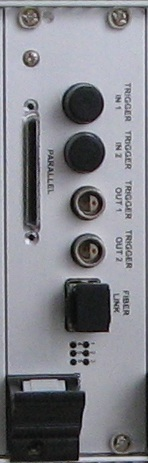 TRIGGER
IN 1
TRIGGER
IN 2
PARALLEL
TRIGGER
OUT 1
TRIGGER
OUT 2
FIBER
LINK